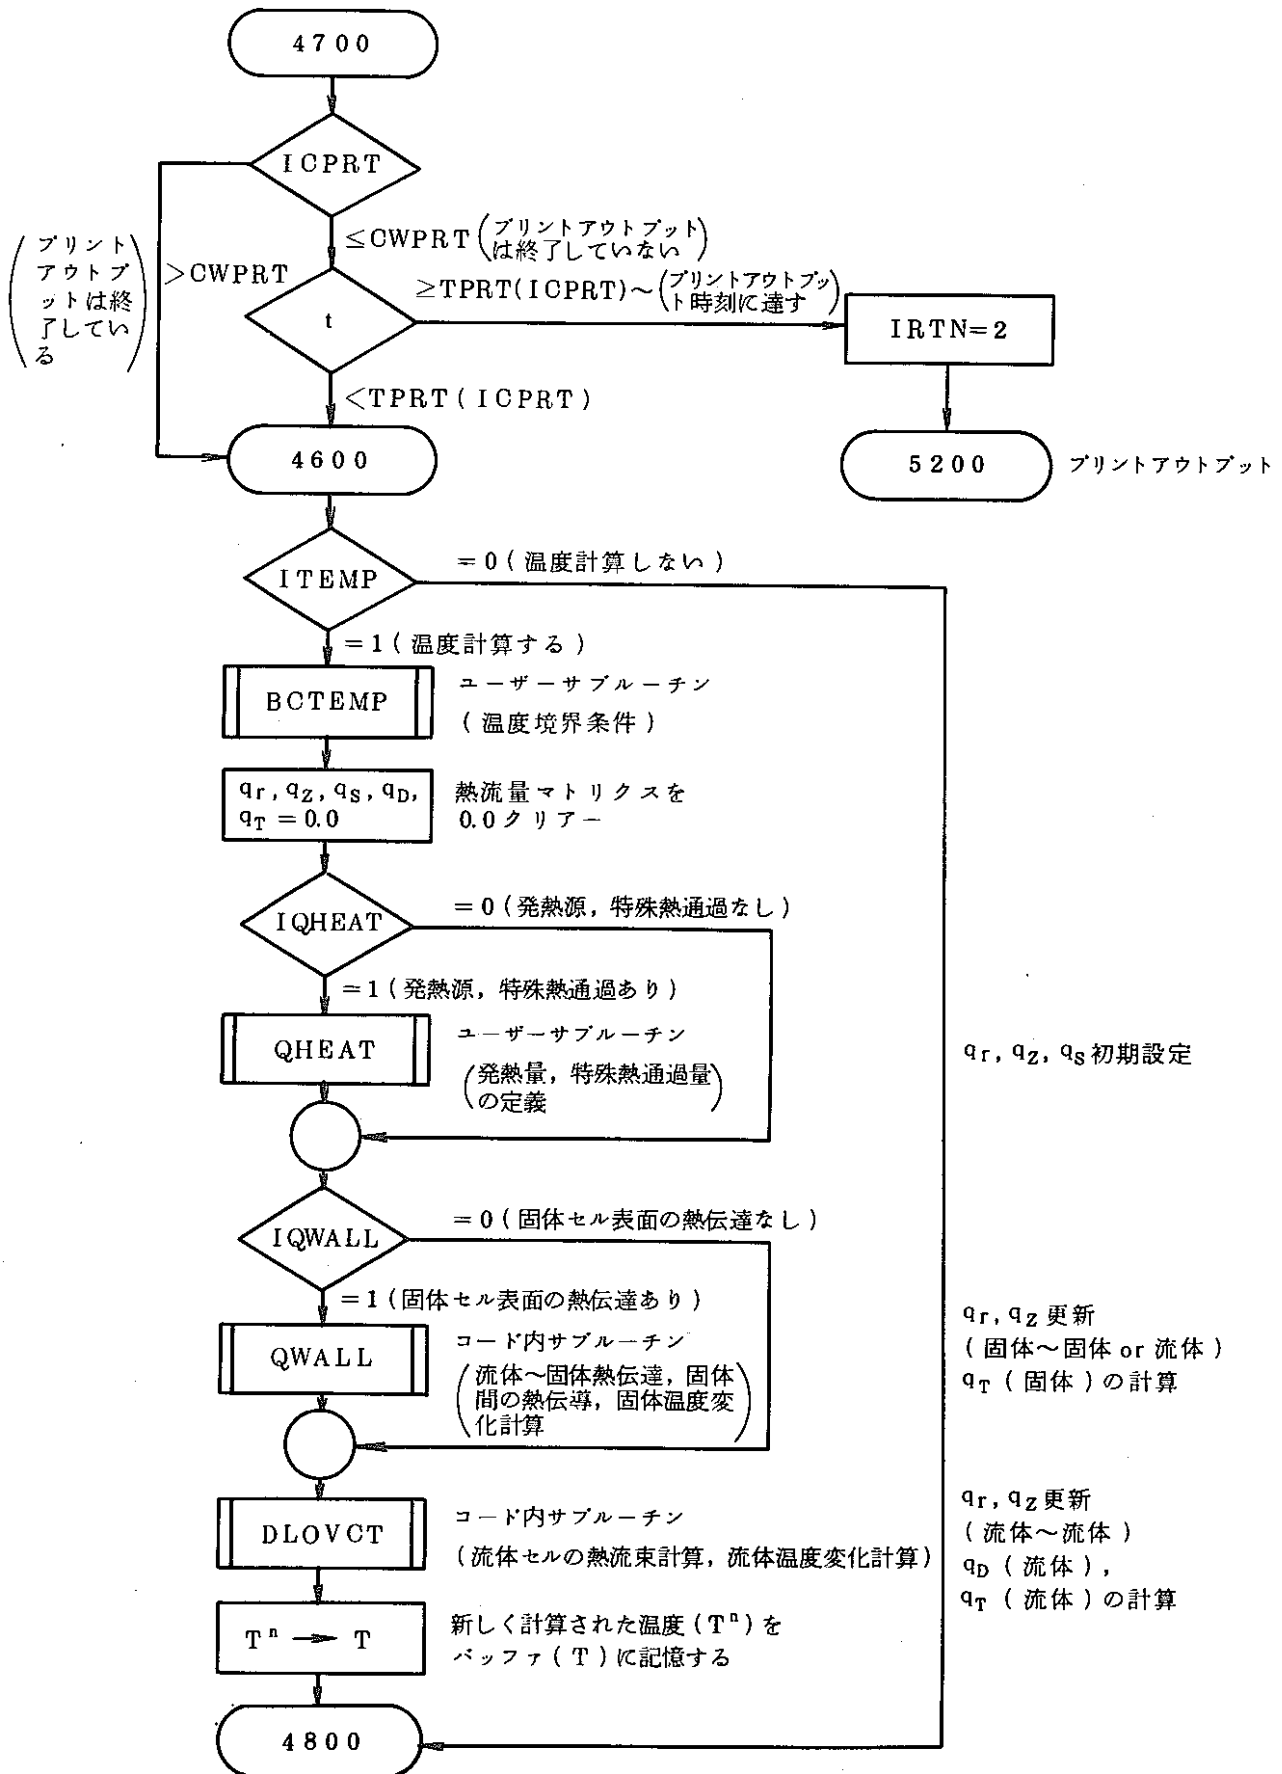 4700
ICPRT
≤CWPRT(プリントアウトプット
は終了していない)
(プリント
アウトプ
ットは終
了してい
る)
>CWPRT
≥TPRT(ICPRT)～(プリントアウトプッ
ト時刻に達す)
t
IRTN=2
<TPRT(ICPRT)
4600
5200
プリントアウトプット
ITEMP
=0(温度計算しない)
=1(温度計算する)
BCTEMP
ユーザーサブルーチン
(温度境界条件)
qr, qz, qs, qD,
qT=0.0
熱流量マトリクスを
0.0クリアー
IQHEAT
=0(発熱源,特殊熱通過なし)
=1(発熱源,特殊熱通過あり)
QHEAT
ユーザーサブルーチン
(発熱量,特殊熱通過量
の定義)
qr, qz, qs初期設定
IQWALL
=0(固体セル表面の熱伝達なし)
=1(固体セル表面の熱伝達あり)
QWALL
コード内サブルーチン
(流体～固体熱伝達,固体
間の熱伝導,固体温度変
化計算)
qr, qz更新
(固体～固体or流体)
qT(固体)の計算
DLOVCT
コード内サブルーチン
(流体セルの熱流束計算,流体温度変化計算)
qr, qz更新
(流体～流体)
qD(流体),
qT(流体)の計算
Tⁿ → T
新しく計算された温度(Tⁿ)を
バッファ(T)に記憶する
4800